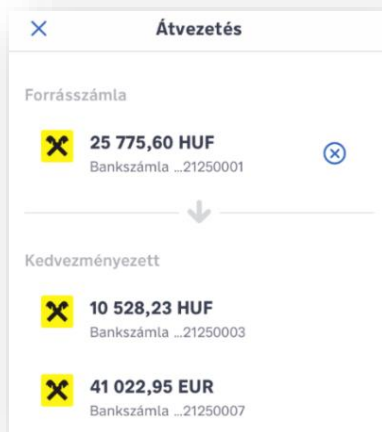 Átvezetés
Forrásszámla
25 775,60 HUF
Bankszámla ...21250001
Kedvezményezett
10 528,23 HUF
Bankszámla ...21250003
41 022,95 EUR
Bankszámla ...21250007